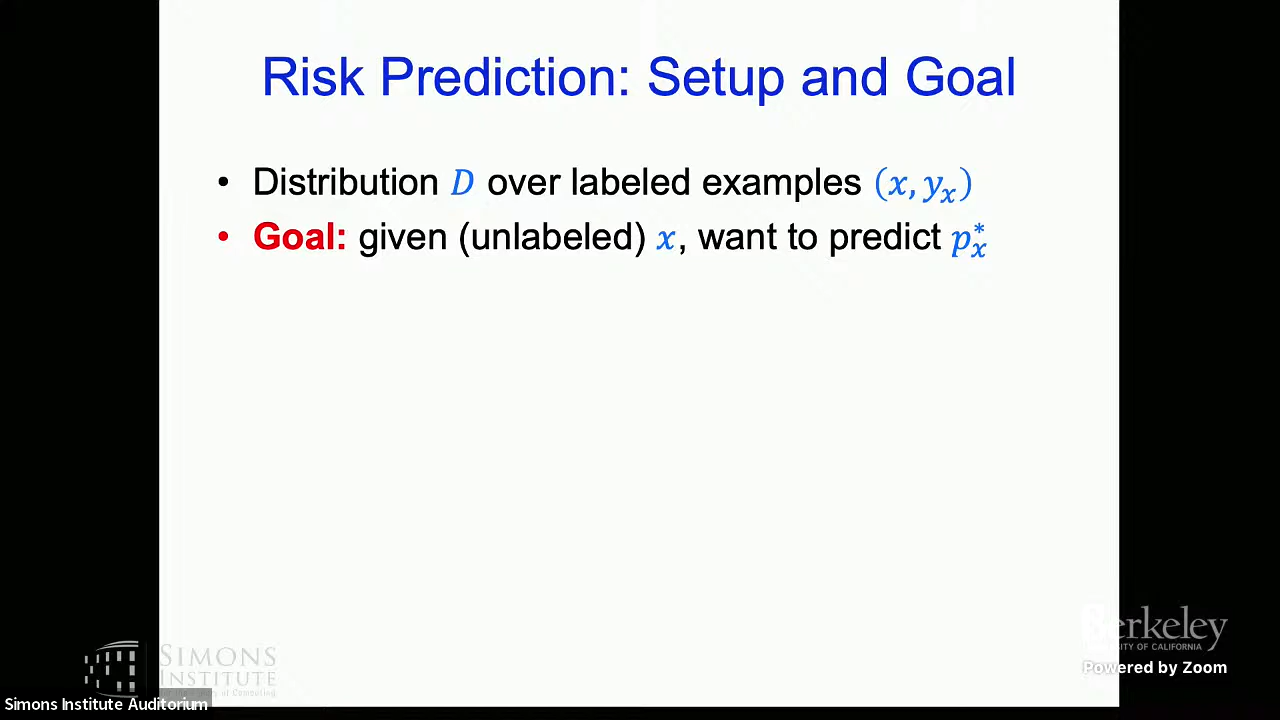 Risk Prediction: Setup and Goal
• Distribution D over labeled examples (x, yₓ)
• Goal: given (unlabeled) x, want to predict pₓ*
SIMONS
INSTITUTE
Berkeley
UNIVERSITY OF CALIFORNIA
Powered by Zoom
Simons Institute Auditorium